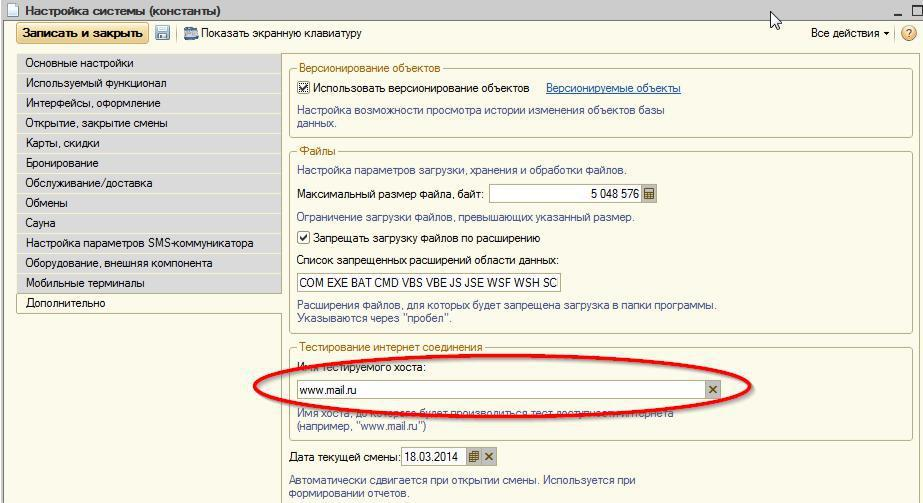 Настройка системы (константы)
Записать и закрыть Показать экранную клавиатуру Все действия ?
Основные настройки
Используемый функционал
Интерфейсы, оформление
Открытие, закрытие смены
Карты, скидки
Бронирование
Обслуживание/доставка
Обмены
Сауна
Настройка параметров SMS-коммуникатора
Оборудование, внешняя компонента
Мобильные терминалы
Дополнительно
Версионирование объектов
Использовать версионирование объектов Версионируемые объекты
Настройка возможности просмотра истории изменения объектов базы
данных.
Файлы
Настройка параметров загрузки, хранения и обработки файлов.
Максимальный размер файла, байт: 5 048 576
Ограничение загрузки файлов, превышающих указанный размер.
Запрещать загрузку файлов по расширению
Список запрещенных расширений области данных:
COM EXE BAT CMD VBS VBE JS JSE WSF WSH SC
Расширения файлов, для которых будет запрещена загрузка в папки программы.
Указываются через "пробел".
Тестирование интернет соединения
Имя тестируемого хоста:
www.mail.ru
Имя хоста, до которого будет производиться тест доступности интернета
(например, "www.mail.ru")
Дата текущей смены: 18.03.2014
Автоматически сдвигается при открытии смены. Используется при
формировании отчетов.